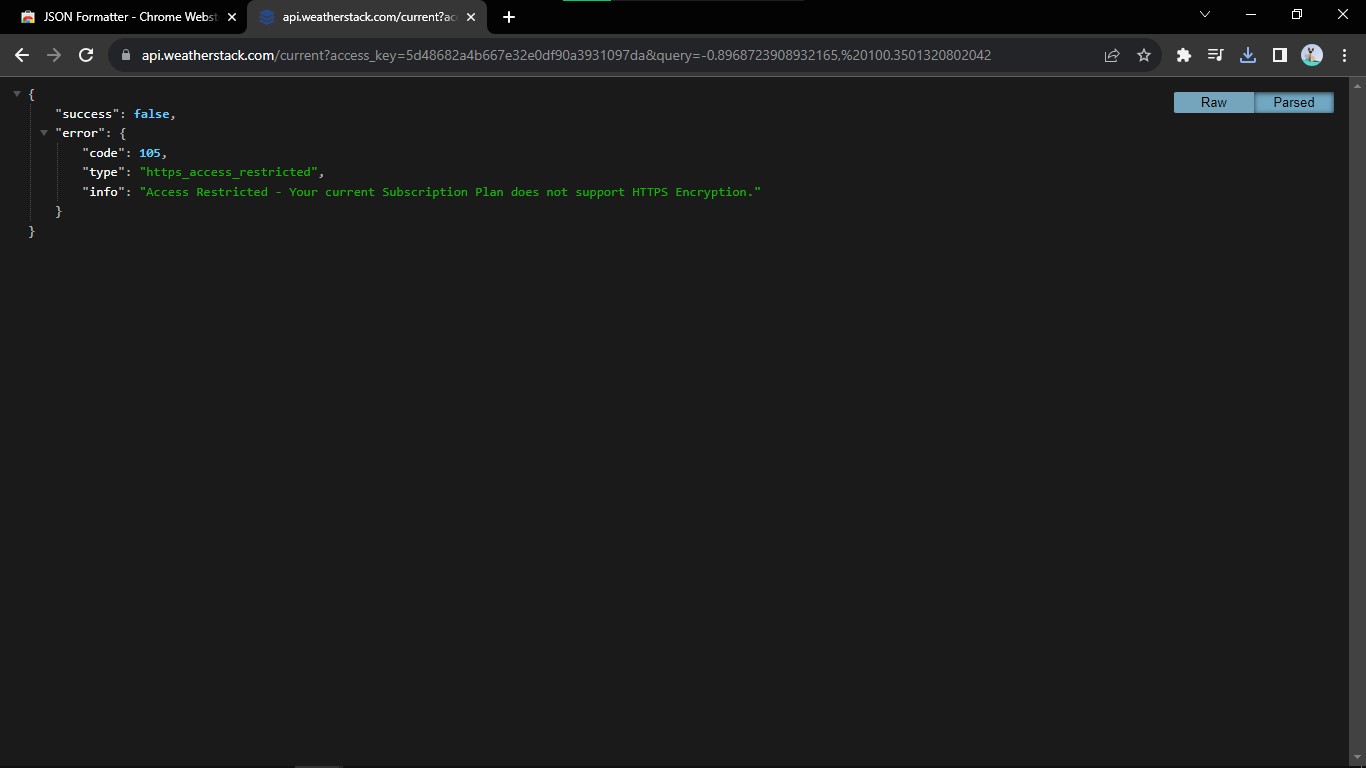 JSON Formatter - Chrome Webst
api.weatherstack.com/current?ac
api.weatherstack.com/current?access_key=5d48682a4b667e32e0df90a3931097da&query=-0.8968723908932165,%20100.3501320802042
Raw
Parsed
{
"success": false,
"error": {
"code": 105,
"type": "https_access_restricted",
"info": "Access Restricted - Your current Subscription Plan does not support HTTPS Encryption."
}
}